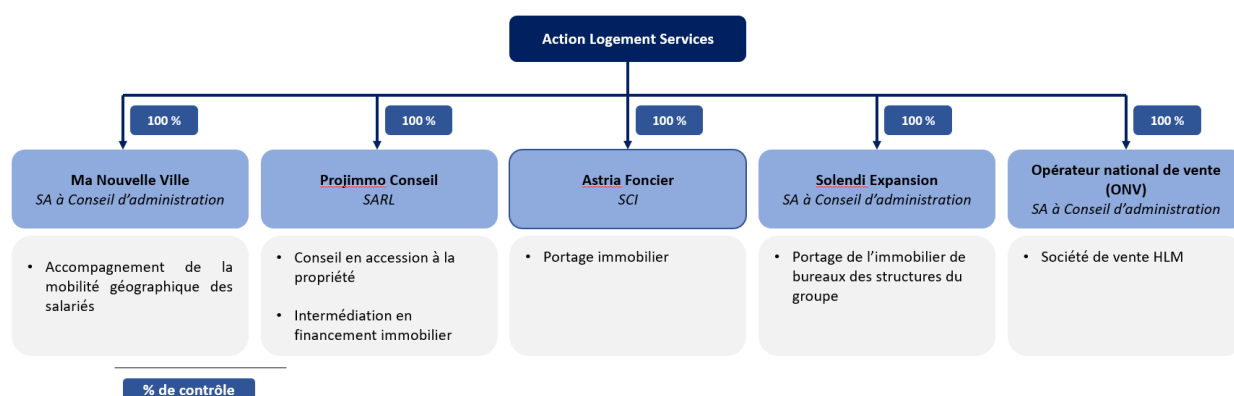 Action Logement Services
100 %
100 %
100 %
100 %
100 %
Ma Nouvelle Ville
SA à Conseil d'administration
Projimmo Conseil
SARL
Astria Foncier
SCI
Solendi Expansion
SA à Conseil d'administration
Opérateur national de vente
(ONV)
SA à Conseil d'administration
• Accompagnement de la
mobilité géographique des
salariés
• Conseil en accession à la
propriété
• Intermédiation en
financement immobilier
• Portage immobilier
• Portage de l'immobilier de
bureaux des structures du
groupe
• Société de vente HLM
% de contrôle